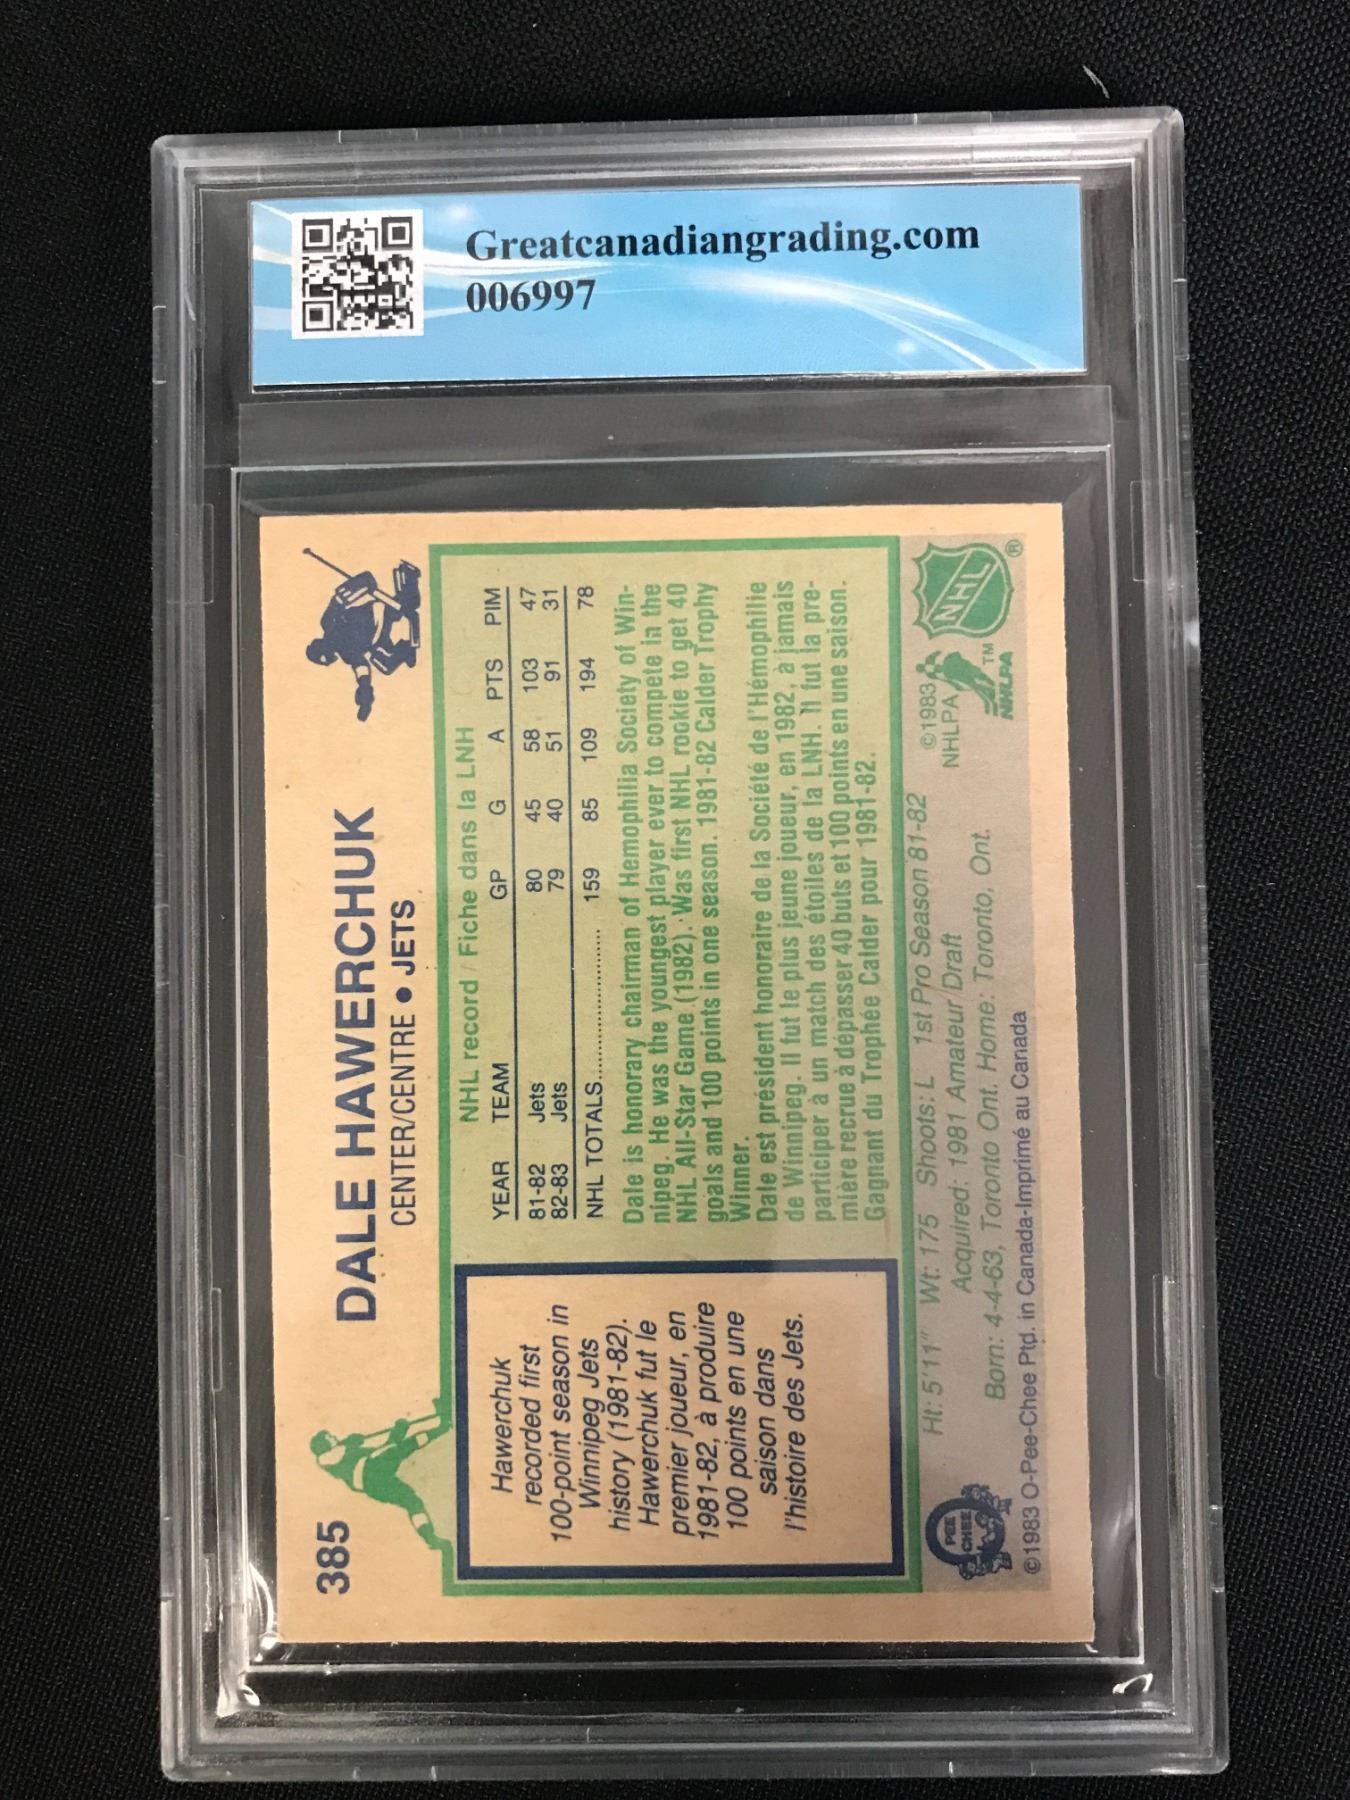 Greatcanadiangrading.com
006997
385
DALE HAWERCHUK
CENTER/CENTRE • JETS
NHL record / Fiche dans la LNH
YEAR TEAM GP G A PTS PIM
81-82 Jets 80 45 58 103 47
82-83 Jets 79 40 51 91 31
NHL TOTALS.................... 159 85 109 194 78
Dale is honorary chairman of Hemophilia Society of Win-
nipeg. He was the youngest player ever to compete in the
NHL All-Star Game (1982). Was first NHL rookie to get 40
goals and 100 points in one season. 1981-82 Calder Trophy
Winner.
Dale est président honoraire de la Société de l'Hémophilie
de Winnipeg. Il fut le plus jeune joueur, en 1982, à jamais
participer à un match des étoiles de la LNH. Il fut la pre-
mière recrue à dépasser 40 buts et 100 points en une saison.
Gagnant du Trophée Calder pour 1981-82.
Hawerchuk
recorded first
100-point season in
Winnipeg Jets
history (1981-82).
Hawerchuk fut le
premier joueur, en
1981-82, à produire
100 points en une
saison dans
l'histoire des Jets.
Ht: 5'11" Wt: 175 Shoots: L 1st Pro Season 81-82
Acquired: 1981 Amateur Draft
Born: 4-4-63, Toronto Ont. Home: Toronto, Ont.
©1983 O-Pee-Chee Ptd. in Canada-Imprimé au Canada
O
PEE
CHEE
©1983
NHLPA
TM
NHLPA
NHL
®